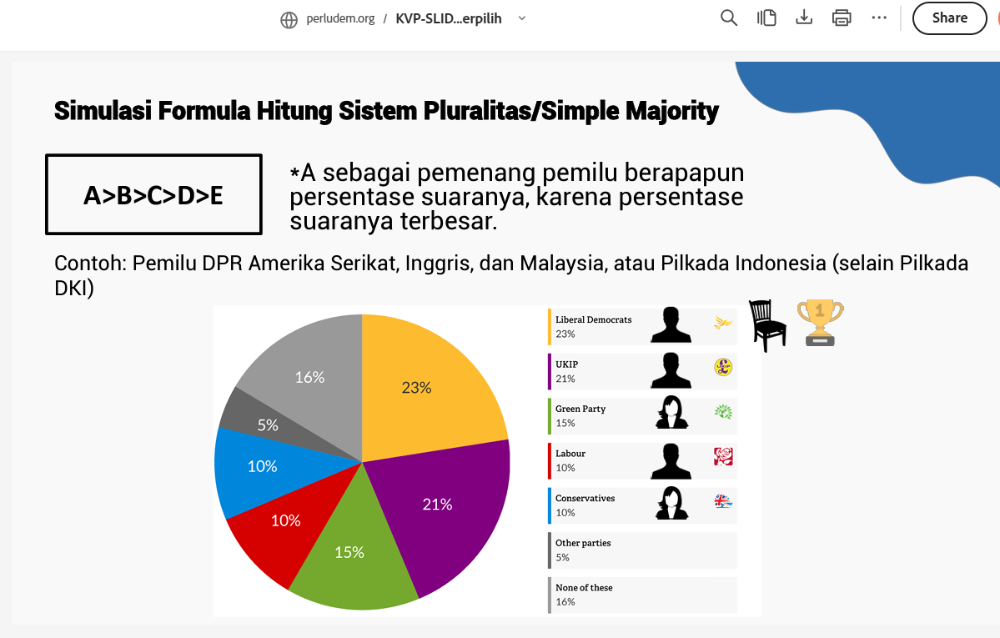 perludem.org / KVP-SLID...erpilih
Share
Simulasi Formula Hitung Sistem Pluralitas/Simple Majority
A>B>C>D>E
*A sebagai pemenang pemilu berapapun
persentase suaranya, karena persentase
suaranya terbesar.
Contoh: Pemilu DPR Amerika Serikat, Inggris, dan Malaysia, atau Pilkada Indonesia (selain Pilkada
DKI)
23%
21%
15%
10%
10%
5%
16%
Liberal Democrats
23%
UKIP
21%
UKIP
Green Party
15%
Labour
10%
Conservatives
10%
Other parties
5%
None of these
16%
1